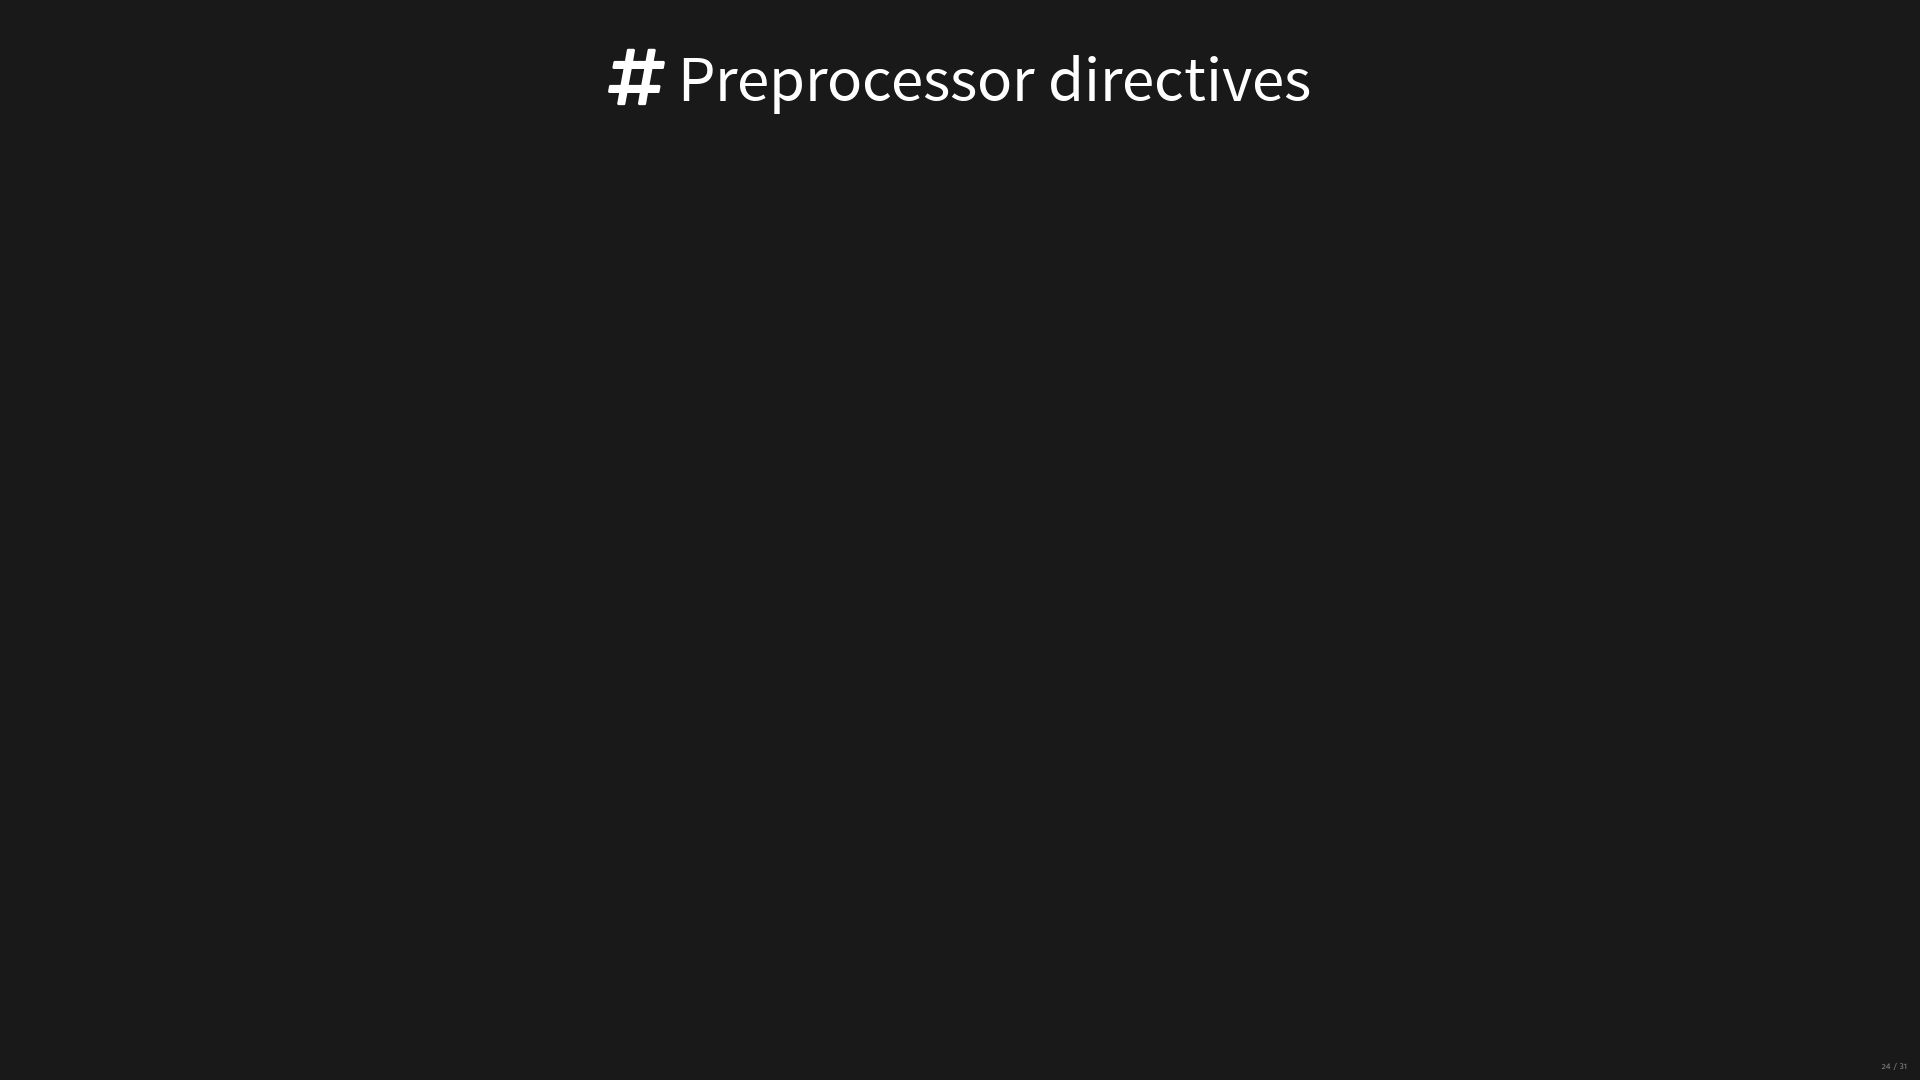 # Preprocessor directives
24 / 31